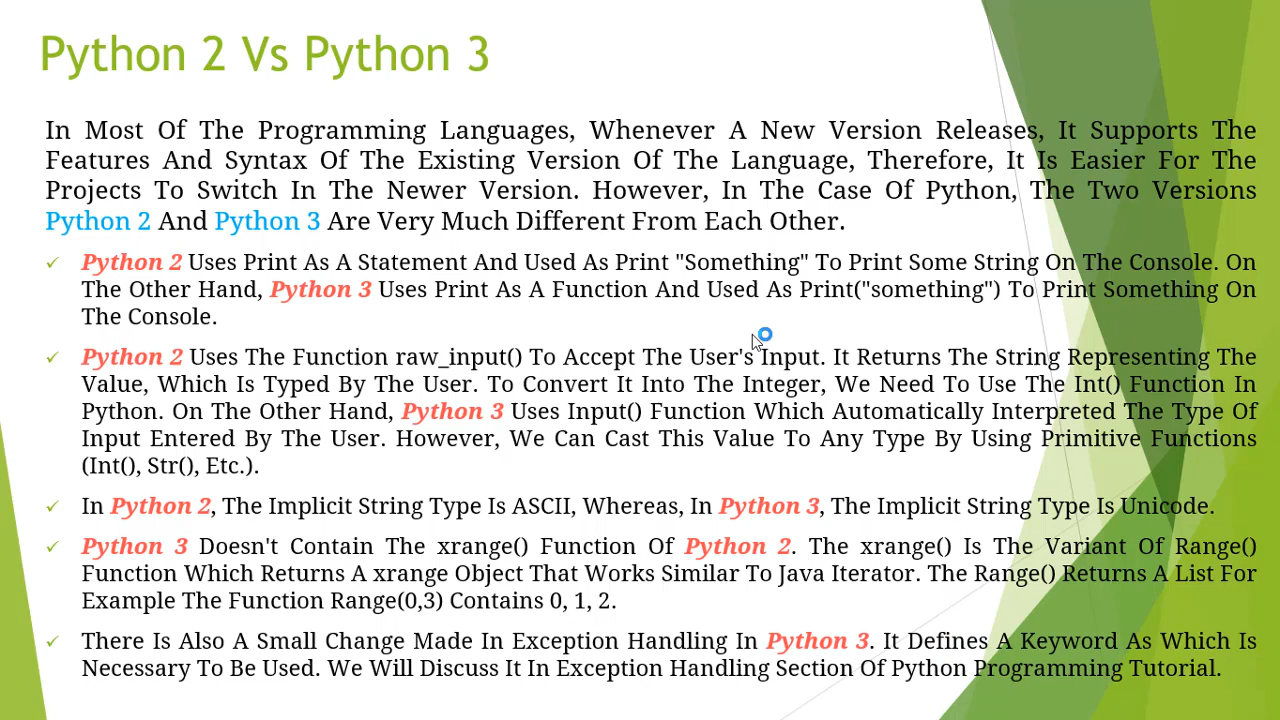 Python 2 Vs Python 3
In Most Of The Programming Languages, Whenever A New Version Releases, It Supports The
Features And Syntax Of The Existing Version Of The Language, Therefore, It Is Easier For The
Projects To Switch In The Newer Version. However, In The Case Of Python, The Two Versions
Python 2 And Python 3 Are Very Much Different From Each Other.
✓ Python 2 Uses Print As A Statement And Used As Print "Something" To Print Some String On The Console. On
The Other Hand, Python 3 Uses Print As A Function And Used As Print("something") To Print Something On
The Console.
✓ Python 2 Uses The Function raw_input() To Accept The User's Input. It Returns The String Representing The
Value, Which Is Typed By The User. To Convert It Into The Integer, We Need To Use The Int() Function In
Python. On The Other Hand, Python 3 Uses Input() Function Which Automatically Interpreted The Type Of
Input Entered By The User. However, We Can Cast This Value To Any Type By Using Primitive Functions
(Int(), Str(), Etc.).
✓ In Python 2, The Implicit String Type Is ASCII, Whereas, In Python 3, The Implicit String Type Is Unicode.
✓ Python 3 Doesn't Contain The xrange() Function Of Python 2. The xrange() Is The Variant Of Range()
Function Which Returns A xrange Object That Works Similar To Java Iterator. The Range() Returns A List For
Example The Function Range(0,3) Contains 0, 1, 2.
✓ There Is Also A Small Change Made In Exception Handling In Python 3. It Defines A Keyword As Which Is
Necessary To Be Used. We Will Discuss It In Exception Handling Section Of Python Programming Tutorial.